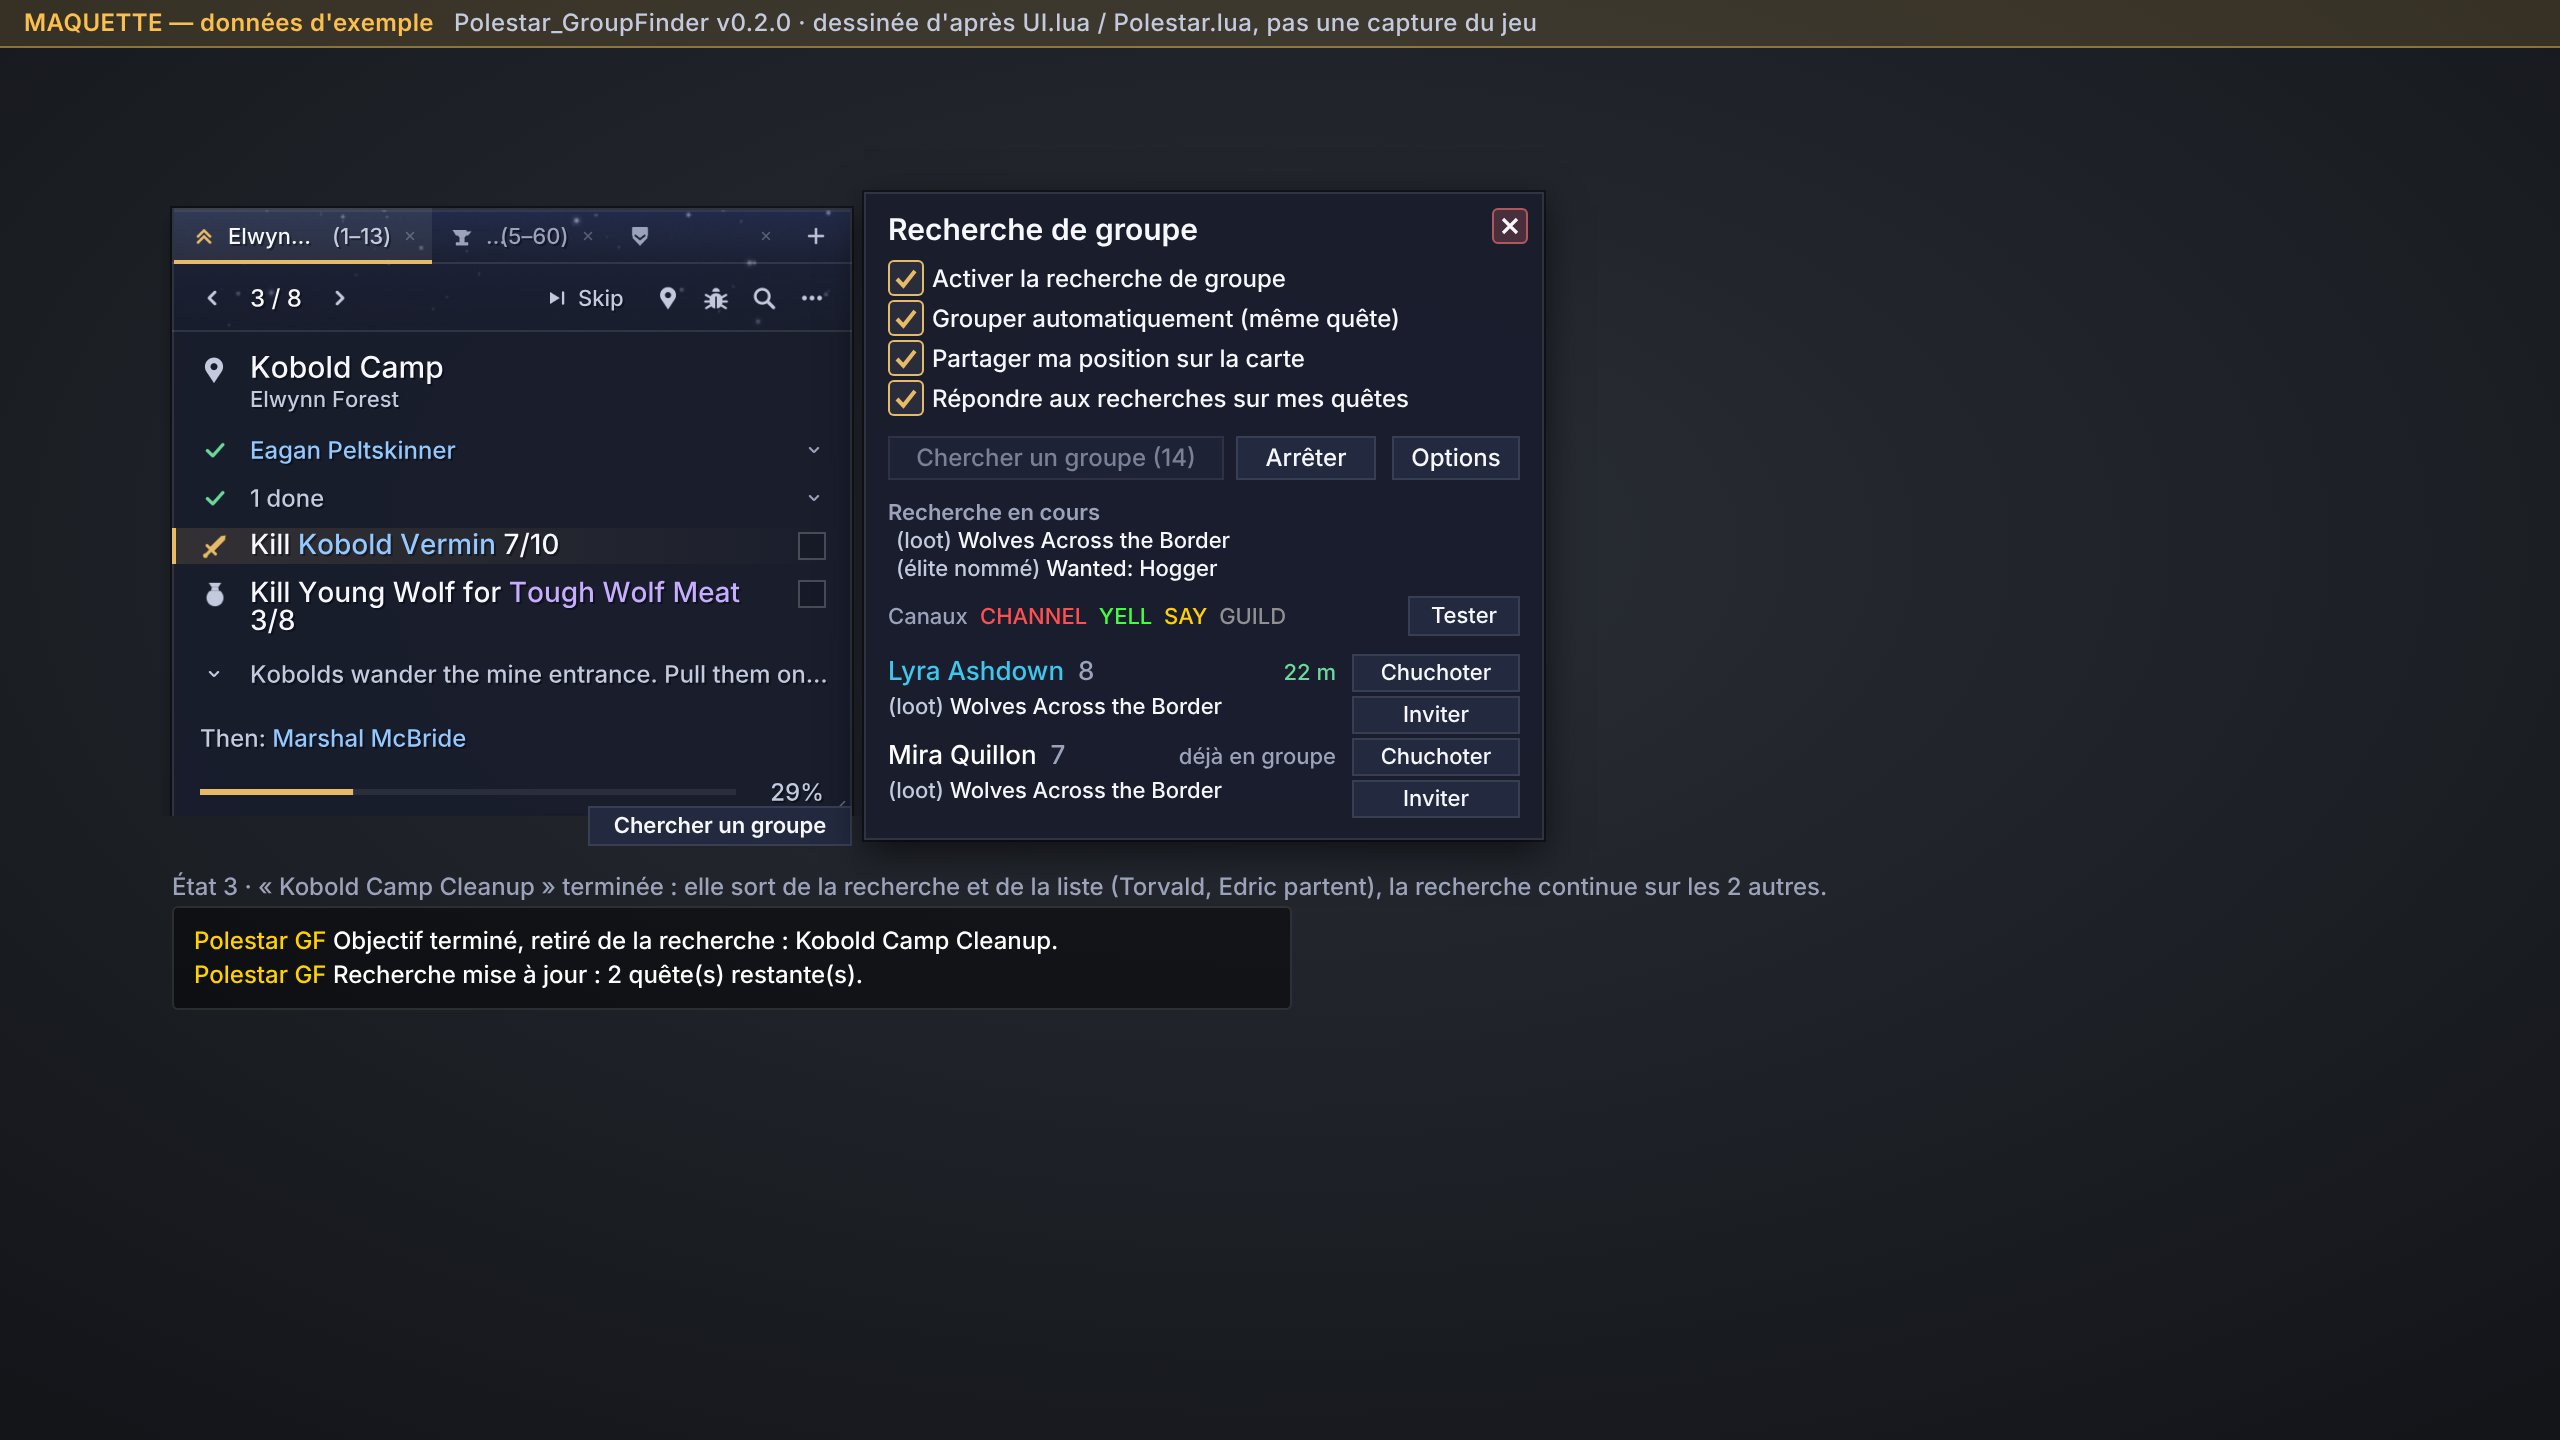 MAQUETTE — données d'exemple Polestar_GroupFinder v0.2.0 · dessinée d'après UI.lua / Polestar.lua, pas une capture du jeu
Elwyn... (1–13) × ...(5–60) × × +
3 / 8 Skip
Kobold Camp
Elwynn Forest
Eagan Peltskinner
1 done
Kill Kobold Vermin 7/10
Kill Young Wolf for Tough Wolf Meat
3/8
Kobolds wander the mine entrance. Pull them on...
Then: Marshal McBride
29%
Chercher un groupe
Recherche de groupe
Activer la recherche de groupe
Grouper automatiquement (même quête)
Partager ma position sur la carte
Répondre aux recherches sur mes quêtes
Chercher un groupe (14) Arrêter Options
Recherche en cours
(loot) Wolves Across the Border
(élite nommé) Wanted: Hogger
Canaux CHANNEL YELL SAY GUILD Tester
Lyra Ashdown 8 22 m Chuchoter
(loot) Wolves Across the Border Inviter
Mira Quillon 7 déjà en groupe Chuchoter
(loot) Wolves Across the Border Inviter
État 3 · « Kobold Camp Cleanup » terminée : elle sort de la recherche et de la liste (Torvald, Edric partent), la recherche continue sur les 2 autres.
Polestar GF Objectif terminé, retiré de la recherche : Kobold Camp Cleanup.
Polestar GF Recherche mise à jour : 2 quête(s) restante(s).